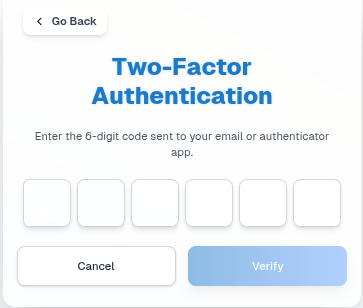 Go Back
Two-Factor
Authentication
Enter the 6-digit code sent to your email or authenticator
app.
Cancel Verify